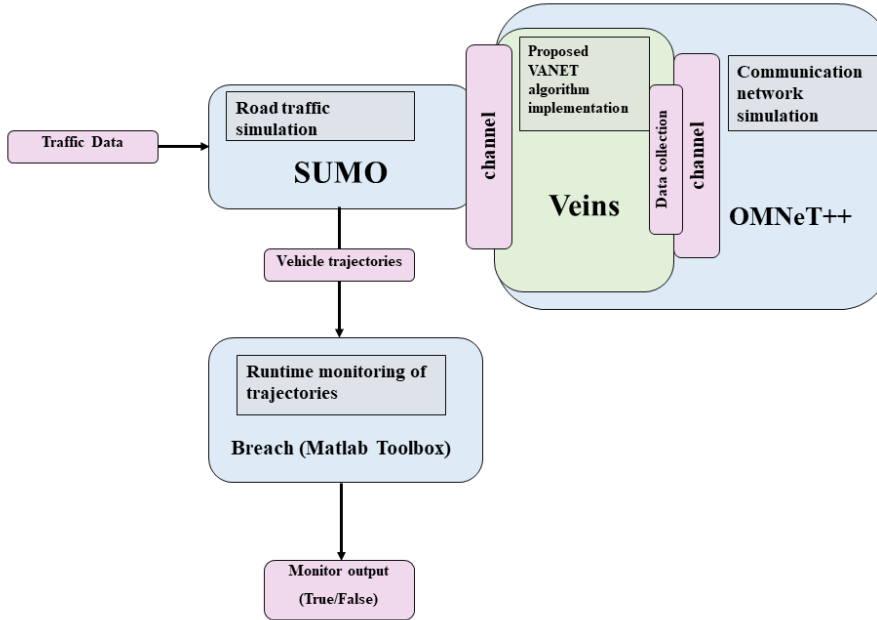 Proposed
VANET
algorithm
implementation
Communication
network
simulation
Road traffic
simulation
Traffic Data
SUMO
channel
Veins
Data collection
channel
OMNeT++
Vehicle trajectories
Runtime monitoring of
trajectories
Breach (Matlab Toolbox)
Monitor output
(True/False)